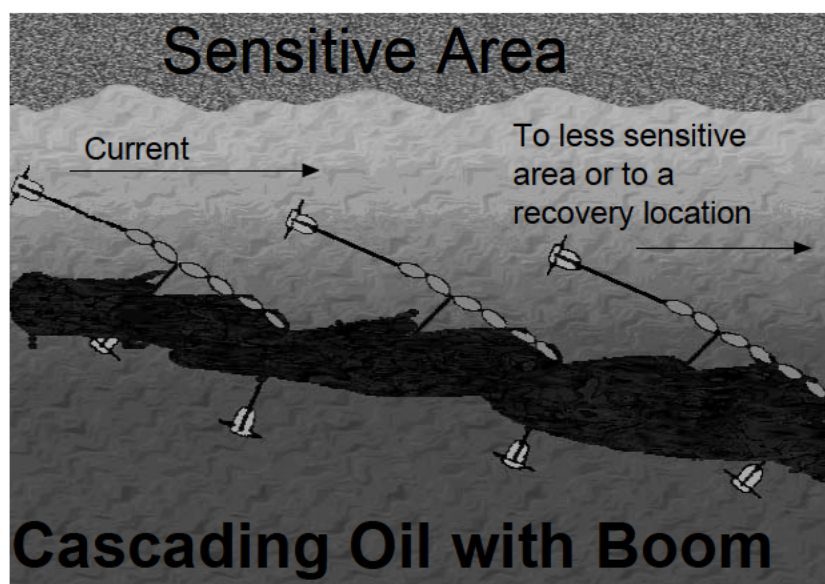 Sensitive Area
Current
To less sensitive
area or to a
recovery location
Cascading Oil with Boom